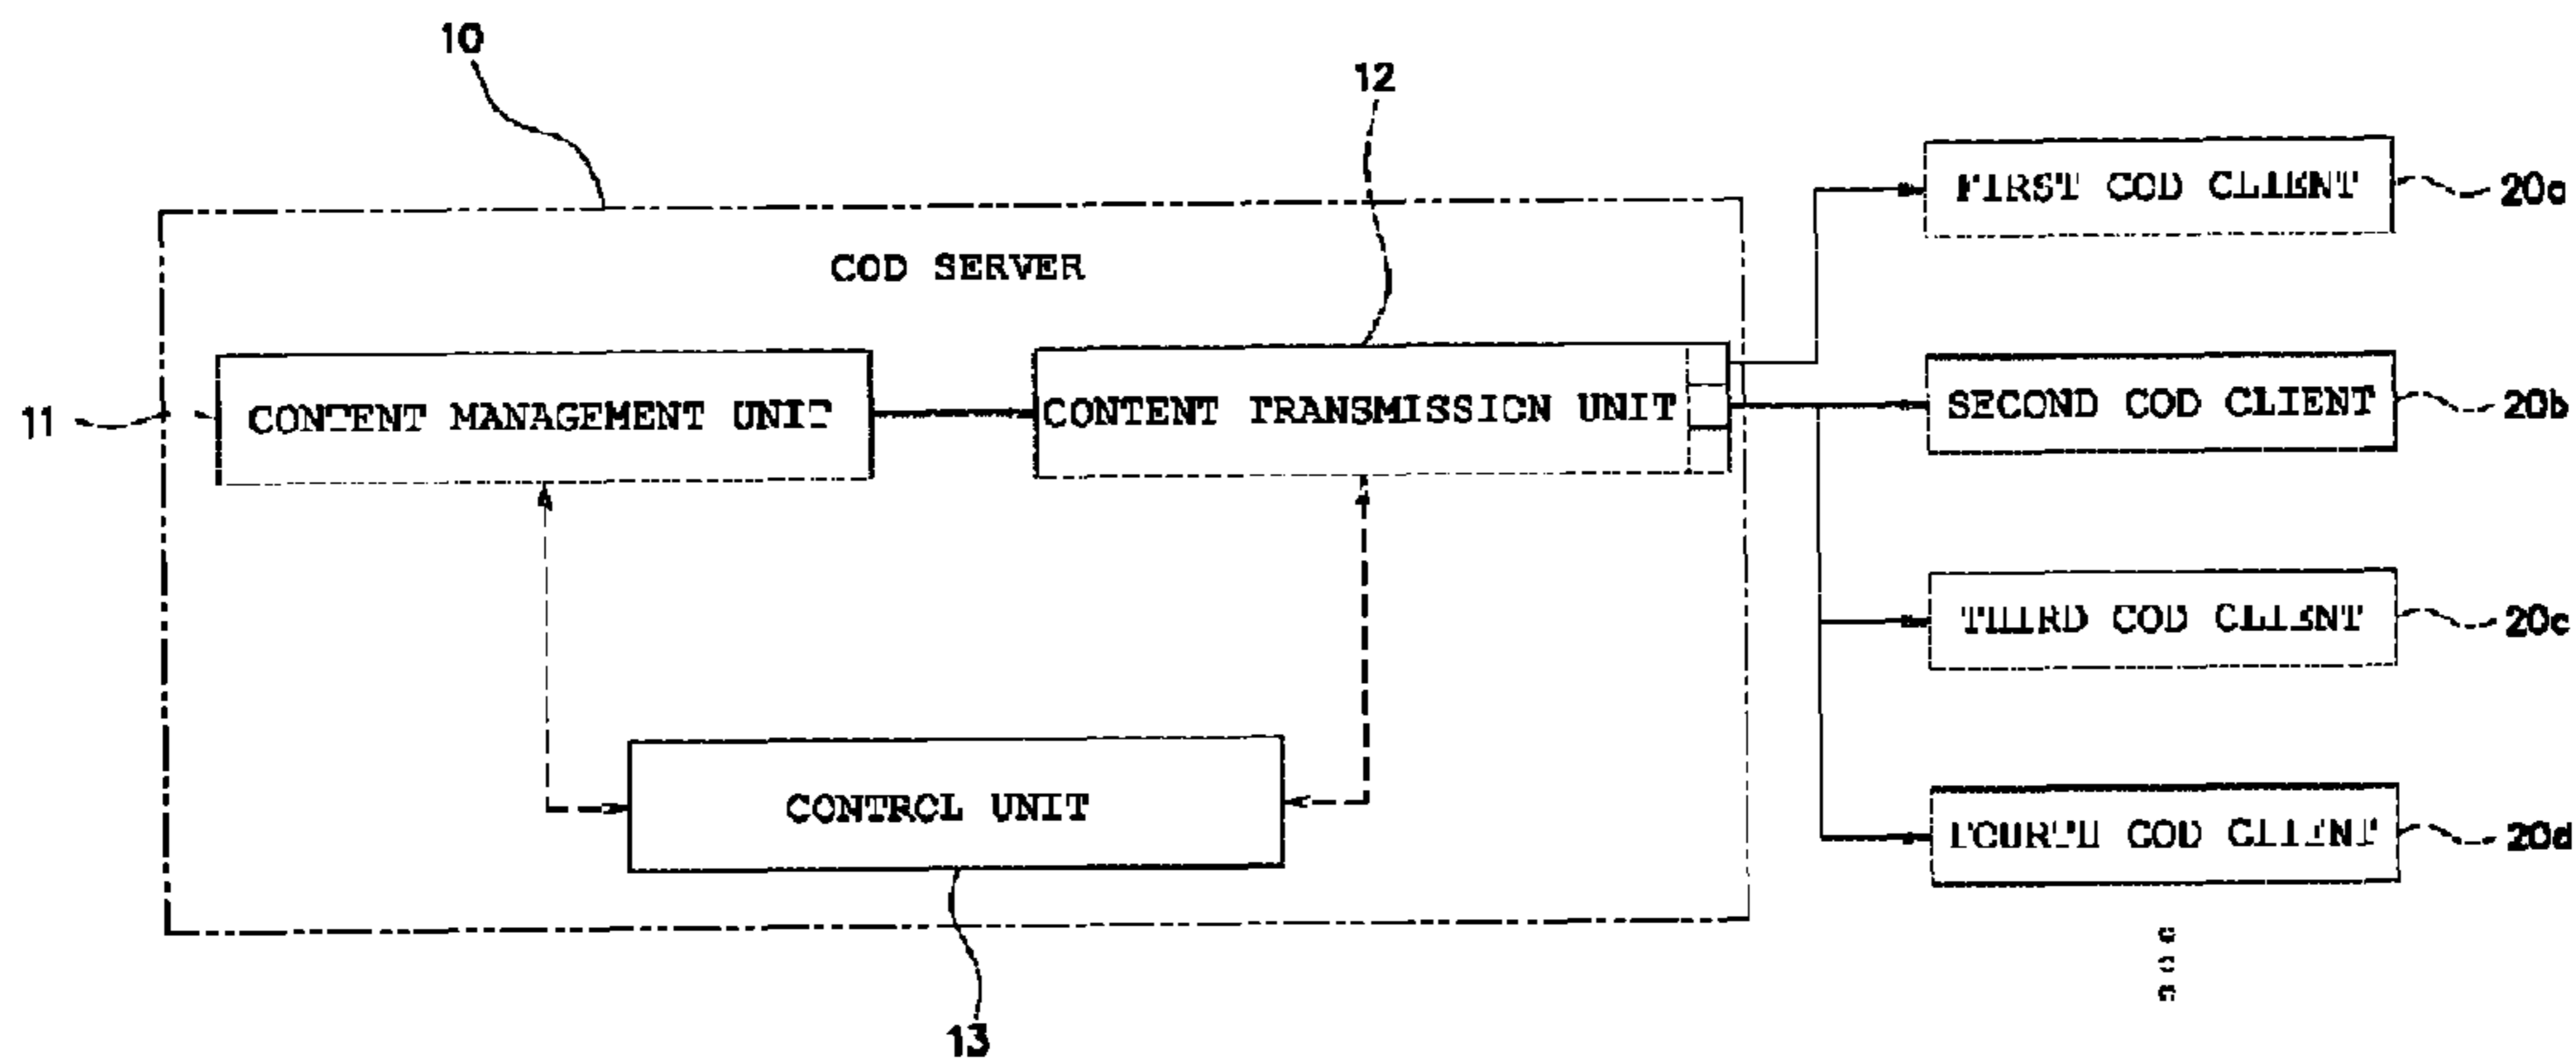 10
12
FIRST COD CLIENT
20a
COD SERVER
11
CONTENT MANAGEMENT UNIT
CONTENT TRANSMISSION UNIT
SECOND COD CLIENT
20b
THIRD COD CLIENT
20c
CONTROL UNIT
FOURTH COD CLIENT
20d
13